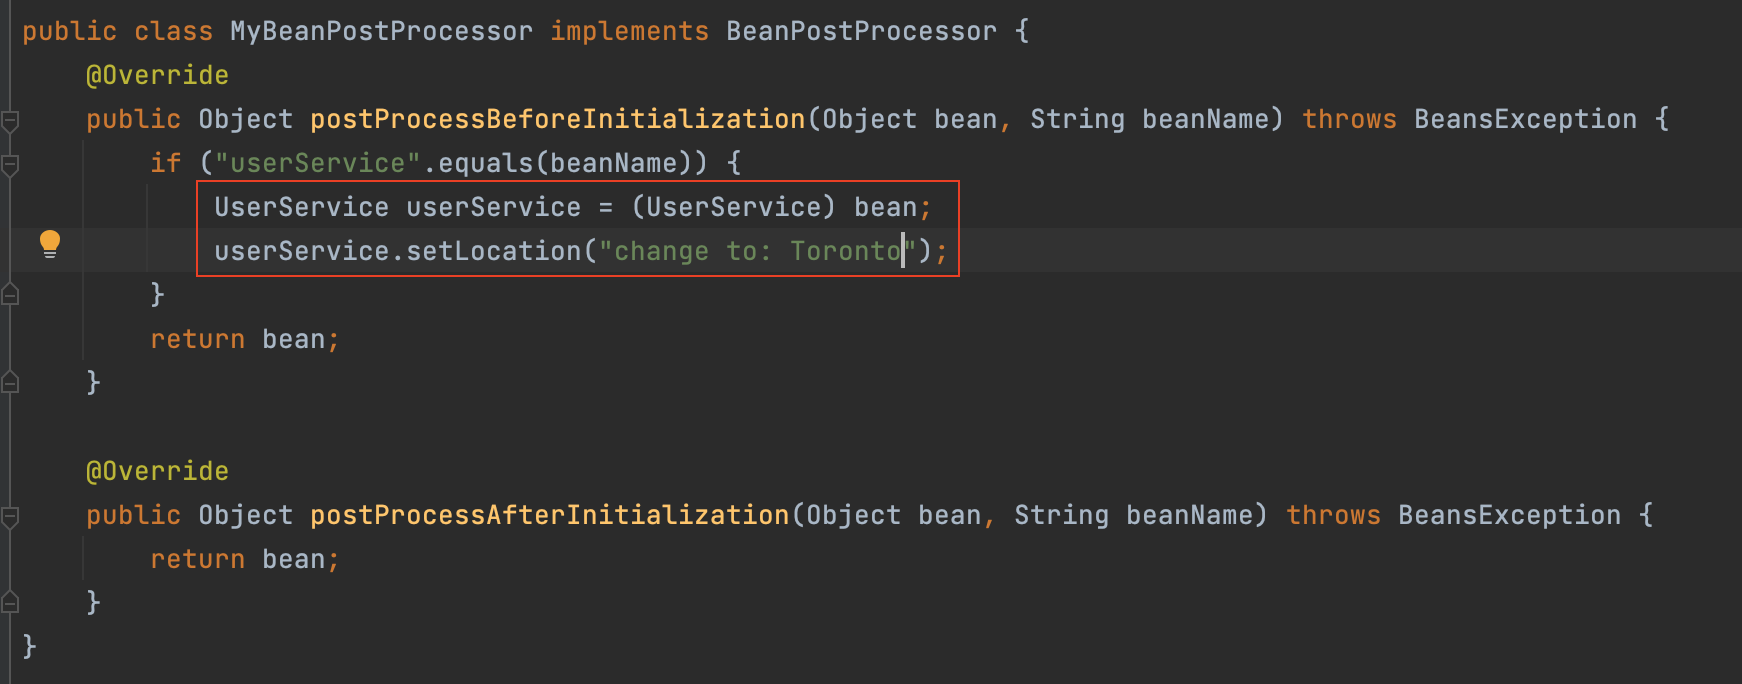 public class MyBeanPostProcessor implements BeanPostProcessor {
    @Override
    public Object postProcessBeforeInitialization(Object bean, String beanName) throws BeansException {
        if ("userService".equals(beanName)) {
            UserService userService = (UserService) bean;
            userService.setLocation("change to: Toronto");
        }
        return bean;
    }

    @Override
    public Object postProcessAfterInitialization(Object bean, String beanName) throws BeansException {
        return bean;
    }
}